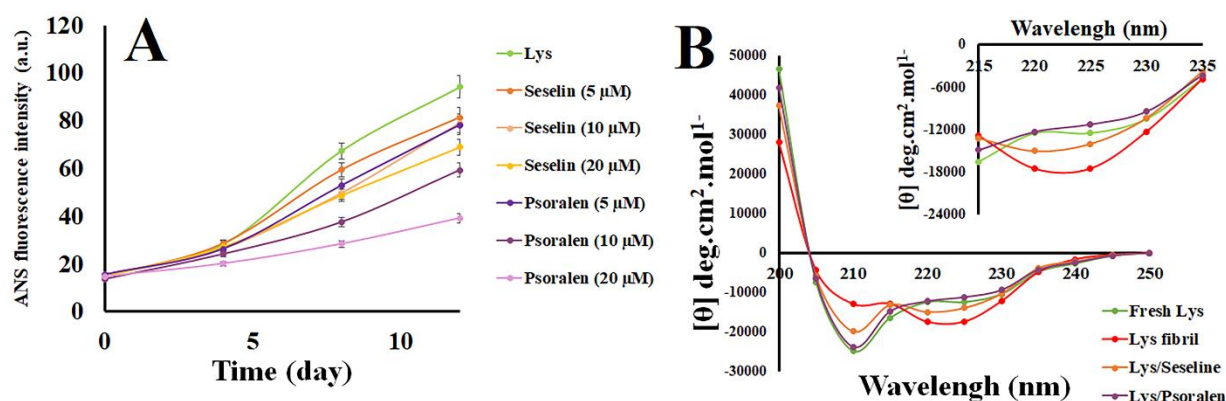 A
ANS fluorescence intensity (a.u.)
120
100
80
60
40
20
0
0
5
10
Time (day)
Lys
Seselin (5 µM)
Seselin (10 µM)
Seselin (20 µM)
Psoralen (5 µM)
Psoralen (10 µM)
Psoralen (20 µM)
B
[θ] deg.cm².mol¹⁻
50000
40000
30000
20000
10000
0
-10000
-20000
-30000
200
210
220
230
240
250
Wavelengh (nm)
Wavelengh (nm)
215
220
225
230
235
[θ] deg.cm².mol¹⁻
0
-6000
-12000
-18000
-24000
Fresh Lys
Lys fibril
Lys/Seseline
Lys/Psoralen